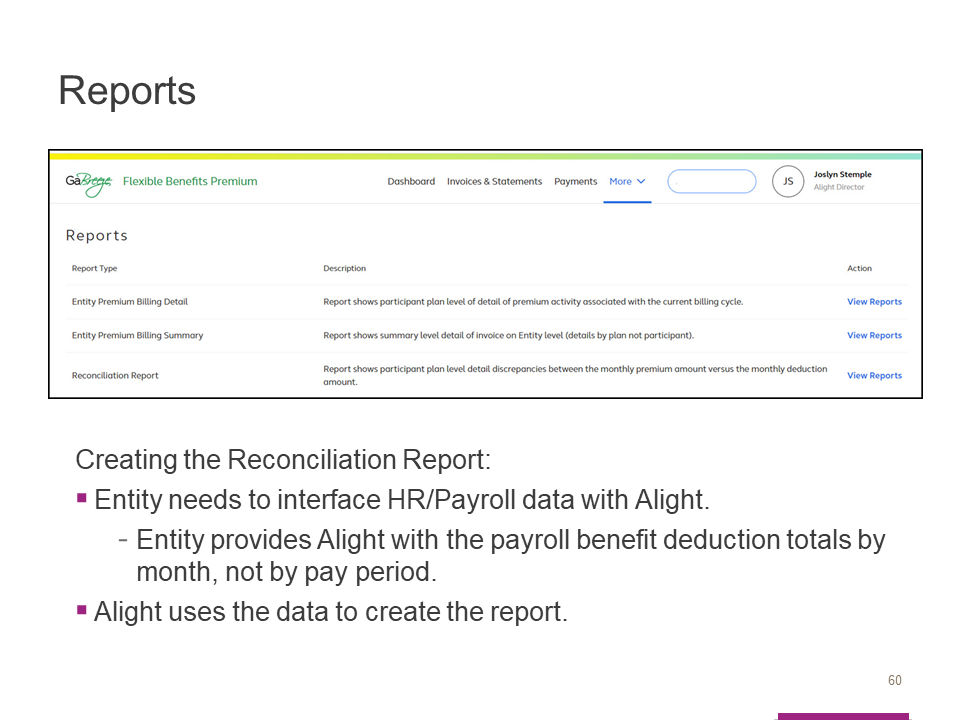 Reports
GaBreeze Flexible Benefits Premium Dashboard Invoices & Statements Payments More JS Joslyn Stemple
Alight Director
Reports
Report Type Description Action
Entity Premium Billing Detail Report shows participant plan level of detail of premium activity associated with the current billing cycle. View Reports
Entity Premium Billing Summary Report shows summary level detail of invoice on Entity level (details by plan not participant). View Reports
Reconciliation Report Report shows participant plan level detail discrepancies between the monthly premium amount versus the monthly deduction
amount. View Reports
Creating the Reconciliation Report:
▪ Entity needs to interface HR/Payroll data with Alight.
- Entity provides Alight with the payroll benefit deduction totals by
month, not by pay period.
▪ Alight uses the data to create the report.
60